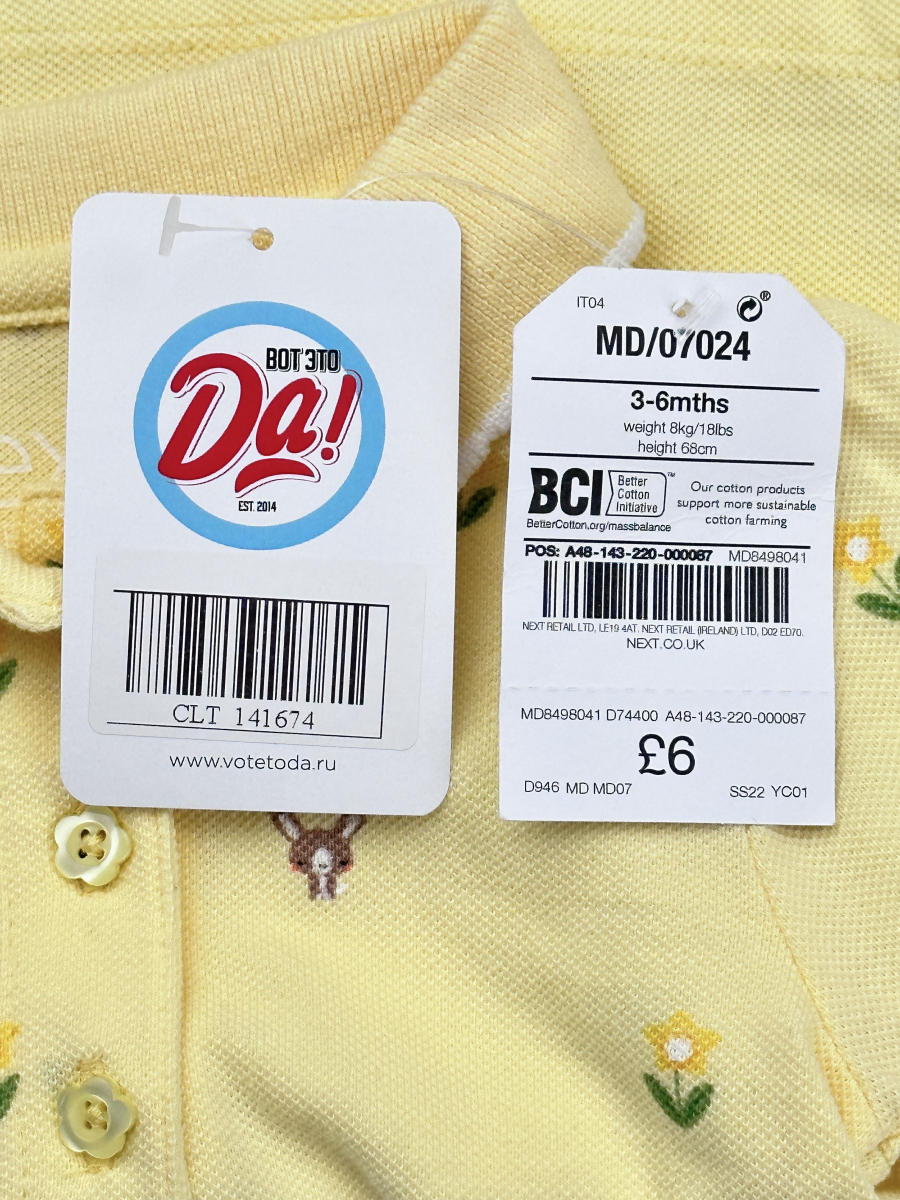 ВОТ ЭТО
Да!
EST. 2014
CLT 141674
www.votetoda.ru
IT04
®
MD/07024
3-6mths
weight 8kg/18lbs
height 68cm
BCI
Better
Cotton
Initiative
™
BetterCotton.org/massbalance
Our cotton products
support more sustainable
cotton farming
POS: A48-143-220-000087 MD8498041
NEXT RETAIL LTD, LE19 4AT. NEXT RETAIL (IRELAND) LTD, D02 ED70.
NEXT.CO.UK
MD8498041 D74400 A48-143-220-000087
£6
D946 MD MD07
SS22 YC01